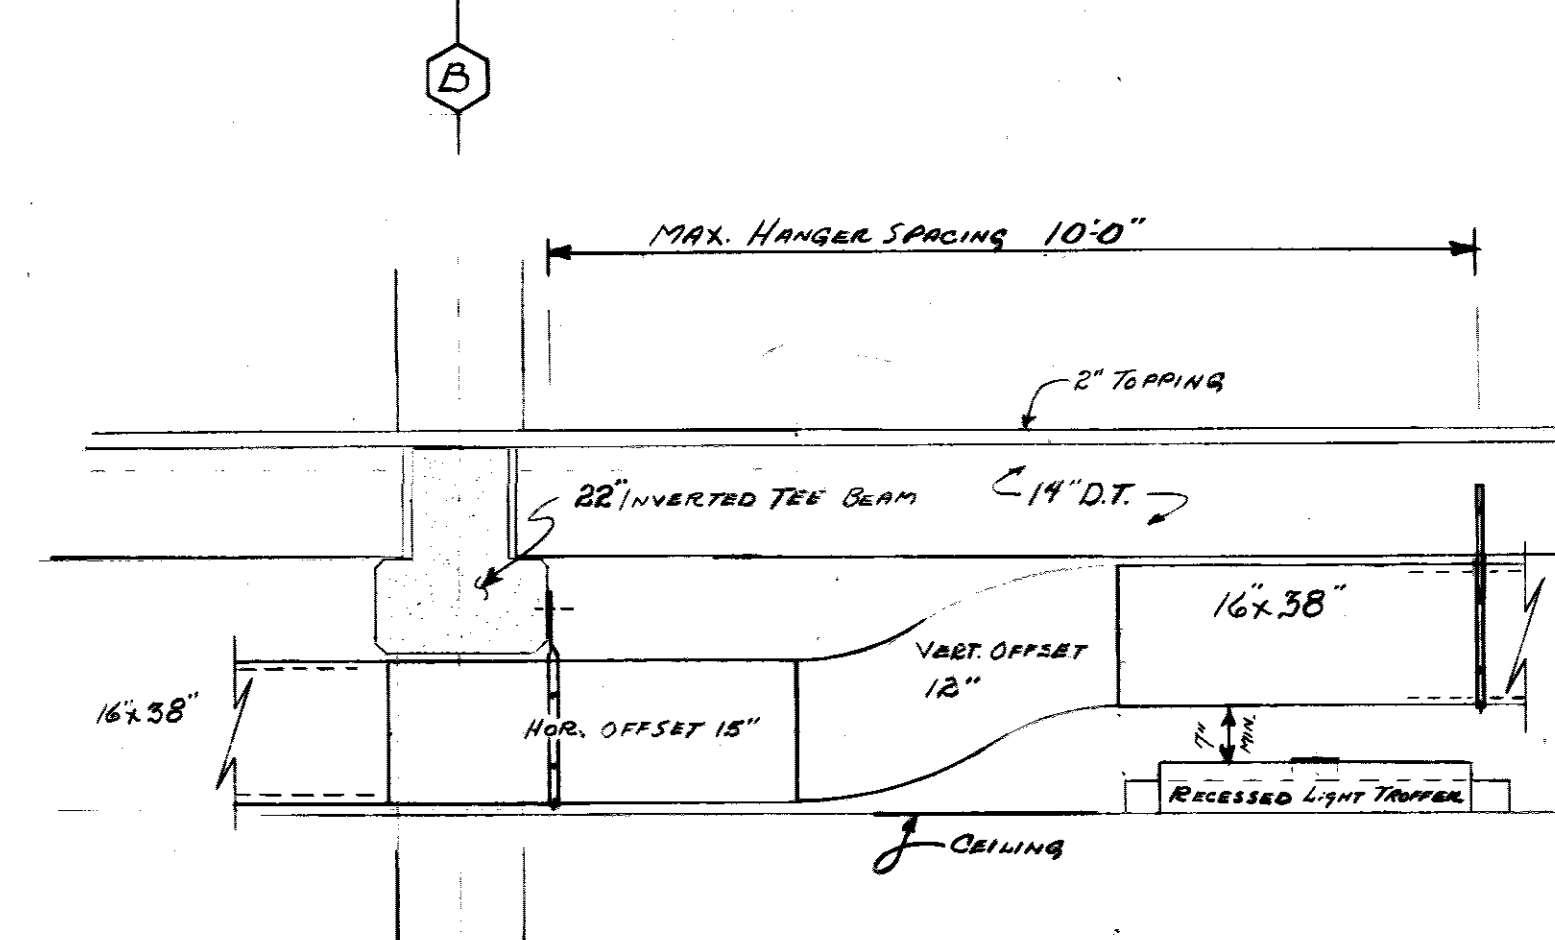 B
MAX. HANGER SPACING 10'-0"
2" TOPPING
22" INVERTED TEE BEAM
14" D.T.
16"x38"
VERT. OFFSET
12"
16"x38"
HOR. OFFSET 15"
7"
MIN.
RECESSED LIGHT TROFFER
CEILING